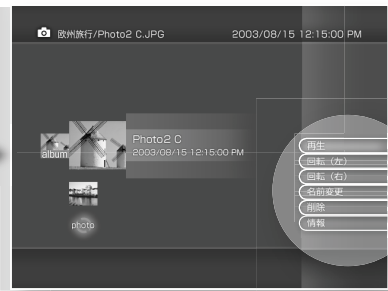 欧州旅行/Photo2 C.JPG 2003/08/15 12:15:00 PM
album
Photo2 C
2003/08/15 12:15:00 PM
photo
再生
回転（左）
回転（右）
名前変更
削除
情報